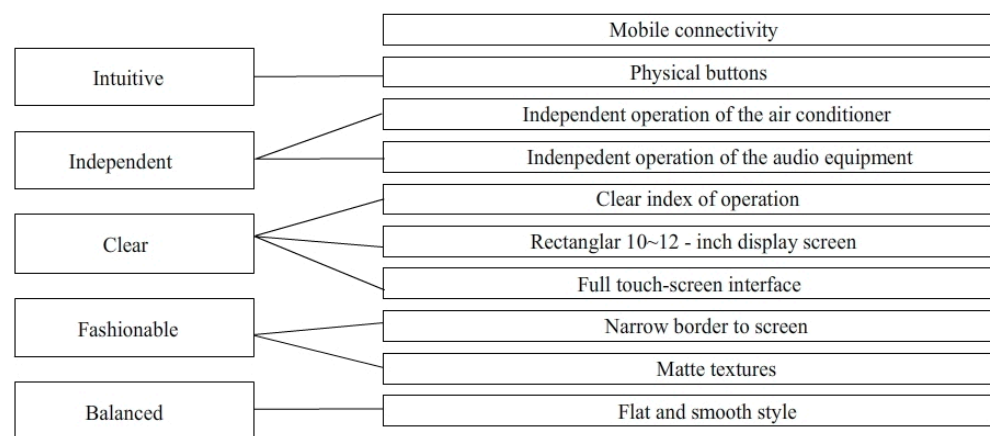 Mobile connectivity
Intuitive
Physical buttons
Independent operation of the air conditioner
Independent
Indenpedent operation of the audio equipment
Clear index of operation
Clear
Rectanglar 10~12 - inch display screen
Full touch-screen interface
Fashionable
Narrow border to screen
Matte textures
Balanced
Flat and smooth style